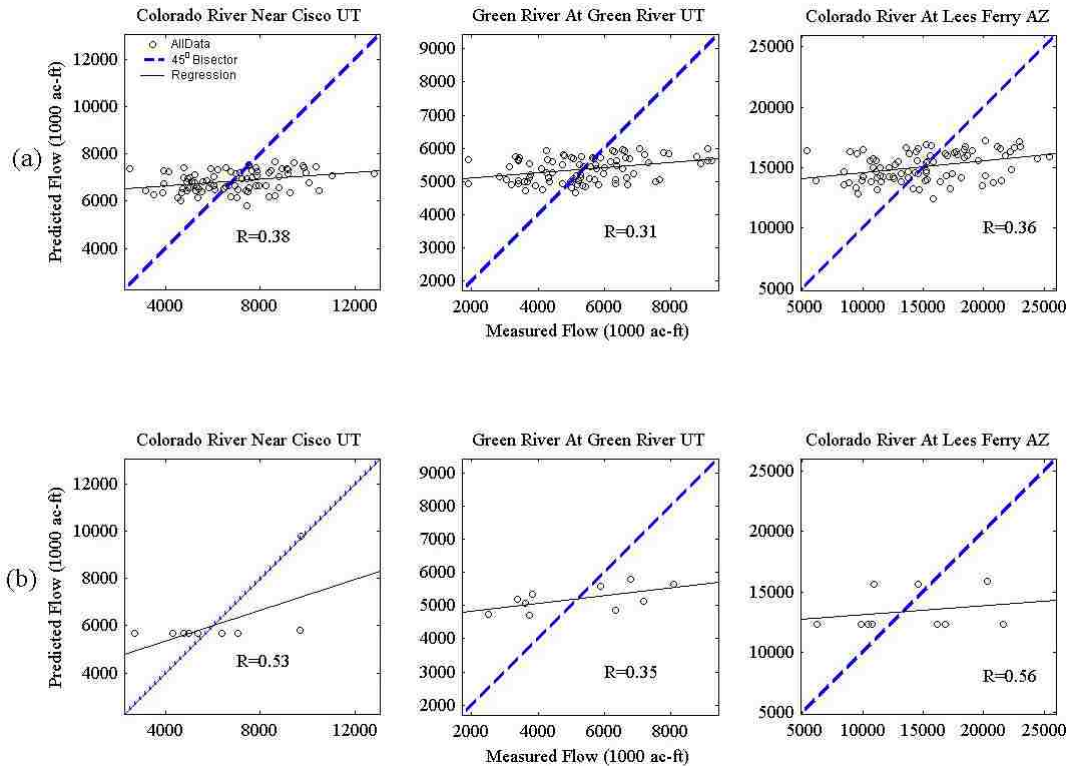 Colorado River Near Cisco UT
Green River At Green River UT
Colorado River At Lees Ferry AZ
(a)
Predicted Flow (1000 ac-ft)
12000
10000
8000
6000
4000
AllData
45⁰ Bisector
Regression
R=0.38
4000 8000 12000
9000
8000
7000
6000
5000
4000
3000
2000
R=0.31
2000 4000 6000 8000
25000
20000
15000
10000
5000
R=0.36
5000 10000 15000 20000 25000
Measured Flow (1000 ac-ft)
Colorado River Near Cisco UT
Green River At Green River UT
Colorado River At Lees Ferry AZ
(b)
Predicted Flow (1000 ac-ft)
12000
10000
8000
6000
4000
R=0.53
4000 8000 12000
9000
8000
7000
6000
5000
4000
3000
2000
R=0.35
2000 4000 6000 8000
25000
20000
15000
10000
5000
R=0.56
5000 10000 15000 20000 25000
Measured Flow (1000 ac-ft)